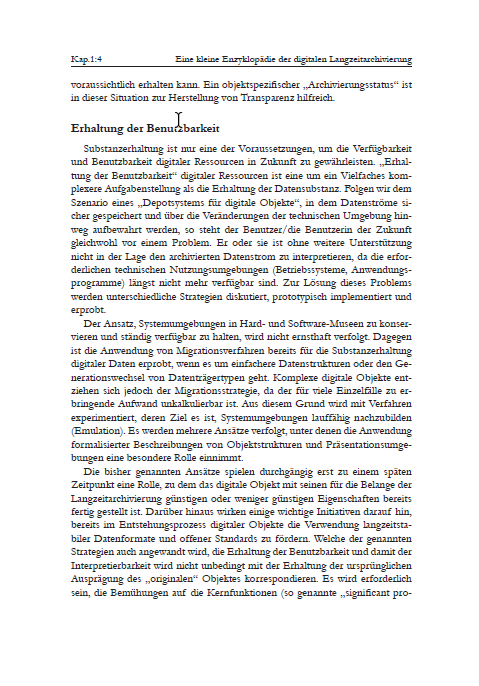 Kap.1:4 Eine kleine Enzyklopädie der digitalen Langzeitarchivierung
voraussichtlich erhalten kann. Ein objektspezifischer „Archivierungsstatus“ ist
in dieser Situation zur Herstellung von Transparenz hilfreich.
Erhaltung der Benutzbarkeit
Substanzerhaltung ist nur eine der Voraussetzungen, um die Verfügbarkeit
und Benutzbarkeit digitaler Ressourcen in Zukunft zu gewährleisten. „Erhal-
tung der Benutzbarkeit“ digitaler Ressourcen ist eine um ein Vielfaches kom-
plexere Aufgabenstellung als die Erhaltung der Datensubstanz. Folgen wir dem
Szenario eines „Depotsystems für digitale Objekte“, in dem Datenströme si-
cher gespeichert und über die Veränderungen der technischen Umgebung hin-
weg aufbewahrt werden, so steht der Benutzer/die Benutzerin der Zukunft
gleichwohl vor einem Problem. Er oder sie ist ohne weitere Unterstützung
nicht in der Lage den archivierten Datenstrom zu interpretieren, da die erfor-
derlichen technischen Nutzungsumgebungen (Betriebssysteme, Anwendungs-
programme) längst nicht mehr verfügbar sind. Zur Lösung dieses Problems
werden unterschiedliche Strategien diskutiert, prototypisch implementiert und
erprobt.
Der Ansatz, Systemumgebungen in Hard- und Software-Museen zu konser-
vieren und ständig verfügbar zu halten, wird nicht ernsthaft verfolgt. Dagegen
ist die Anwendung von Migrationsverfahren bereits für die Substanzerhaltung
digitaler Daten erprobt, wenn es um einfachere Datenstrukturen oder den Ge-
nerationswechsel von Datenträgertypen geht. Komplexe digitale Objekte ent-
ziehen sich jedoch der Migrationsstrategie, da der für viele Einzelfälle zu er-
bringende Aufwand unkalkulierbar ist. Aus diesem Grund wird mit Verfahren
experimentiert, deren Ziel es ist, Systemumgebungen lauffähig nachzubilden
(Emulation). Es werden mehrere Ansätze verfolgt, unter denen die Anwendung
formalisierter Beschreibungen von Objektstrukturen und Präsentationsumge-
bungen eine besondere Rolle einnimmt.
Die bisher genannten Ansätze spielen durchgängig erst zu einem späten
Zeitpunkt eine Rolle, zu dem das digitale Objekt mit seinen für die Belange der
Langzeitarchivierung günstigen oder weniger günstigen Eigenschaften bereits
fertig gestellt ist. Darüber hinaus wirken einige wichtige Initiativen darauf hin,
bereits im Entstehungsprozess digitaler Objekte die Verwendung langzeitsta-
biler Datenformate und offener Standards zu fördern. Welche der genannten
Strategien auch angewandt wird, die Erhaltung der Benutzbarkeit und damit der
Interpretierbarkeit wird nicht unbedingt mit der Erhaltung der ursprünglichen
Ausprägung des „originalen“ Objektes korrespondieren. Es wird erforderlich
sein, die Bemühungen auf die Kernfunktionen (so genannte „significant pro-